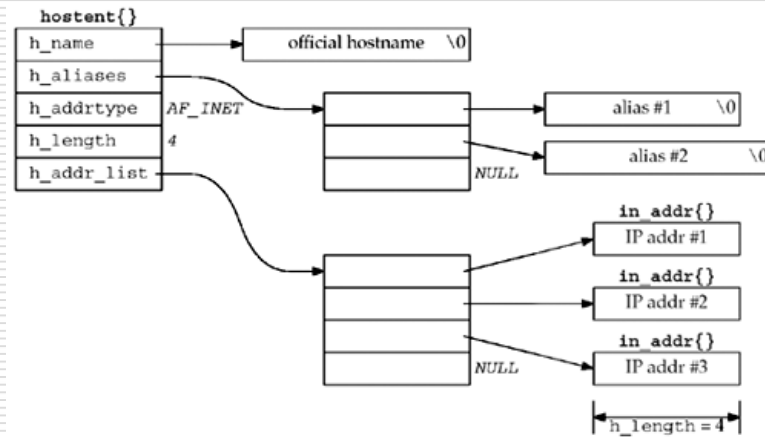 hostent{}
h_name
official hostname \0
h_aliases
h_addrtype AF_INET
alias #1 \0
h_length 4
alias #2 \0
h_addr_list
NULL
in_addr{}
IP addr #1
in_addr{}
IP addr #2
in_addr{}
IP addr #3
NULL
h_length = 4